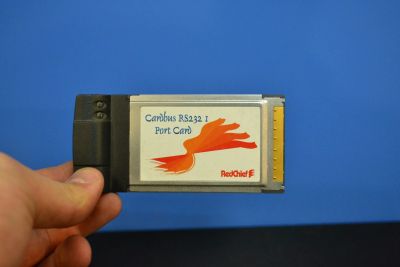 Cardbus RS232 1
Port Card
RedChief